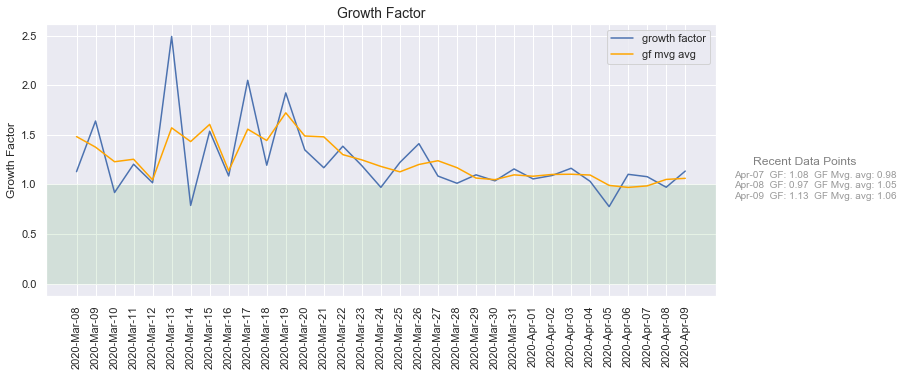 Growth Factor
growth factor
gf mvg avg
Growth Factor
2.5
2.0
1.5
1.0
0.5
0.0
2020-Mar-08
2020-Mar-09
2020-Mar-10
2020-Mar-11
2020-Mar-12
2020-Mar-13
2020-Mar-14
2020-Mar-15
2020-Mar-16
2020-Mar-17
2020-Mar-18
2020-Mar-19
2020-Mar-20
2020-Mar-21
2020-Mar-22
2020-Mar-23
2020-Mar-24
2020-Mar-25
2020-Mar-26
2020-Mar-27
2020-Mar-28
2020-Mar-29
2020-Mar-30
2020-Mar-31
2020-Apr-01
2020-Apr-02
2020-Apr-03
2020-Apr-04
2020-Apr-05
2020-Apr-06
2020-Apr-07
2020-Apr-08
2020-Apr-09
Recent Data Points
Apr-07 GF: 1.08 GF Mvg. avg: 0.98
Apr-08 GF: 0.97 GF Mvg. avg: 1.05
Apr-09 GF: 1.13 GF Mvg. avg: 1.06